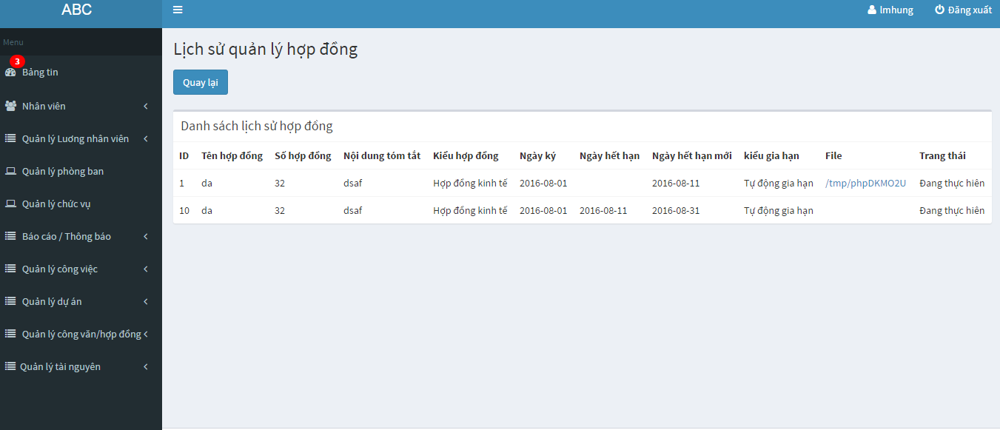 ABC
lmhung Đăng xuất
Menu
3
Bảng tin
Nhân viên
Quản lý Lương nhân viên
Quản lý phòng ban
Quản lý chức vụ
Báo cáo / Thông báo
Quản lý công việc
Quản lý dự án
Quản lý công văn/hợp đồng
Quản lý tài nguyên
Lịch sử quản lý hợp đồng
Quay lại
Danh sách lịch sử hợp đồng
ID Tên hợp đồng Số hợp đồng Nội dung tóm tắt Kiểu hợp đồng Ngày ký Ngày hết hạn Ngày hết hạn mới kiểu gia hạn File Trang thái
1 da 32 dsaf Hợp đồng kinh tế 2016-08-01 2016-08-11 Tự động gia hạn /tmp/phpDKMO2U Đang thực hiên
10 da 32 dsaf Hợp đồng kinh tế 2016-08-01 2016-08-11 2016-08-31 Tự động gia hạn Đang thực hiên